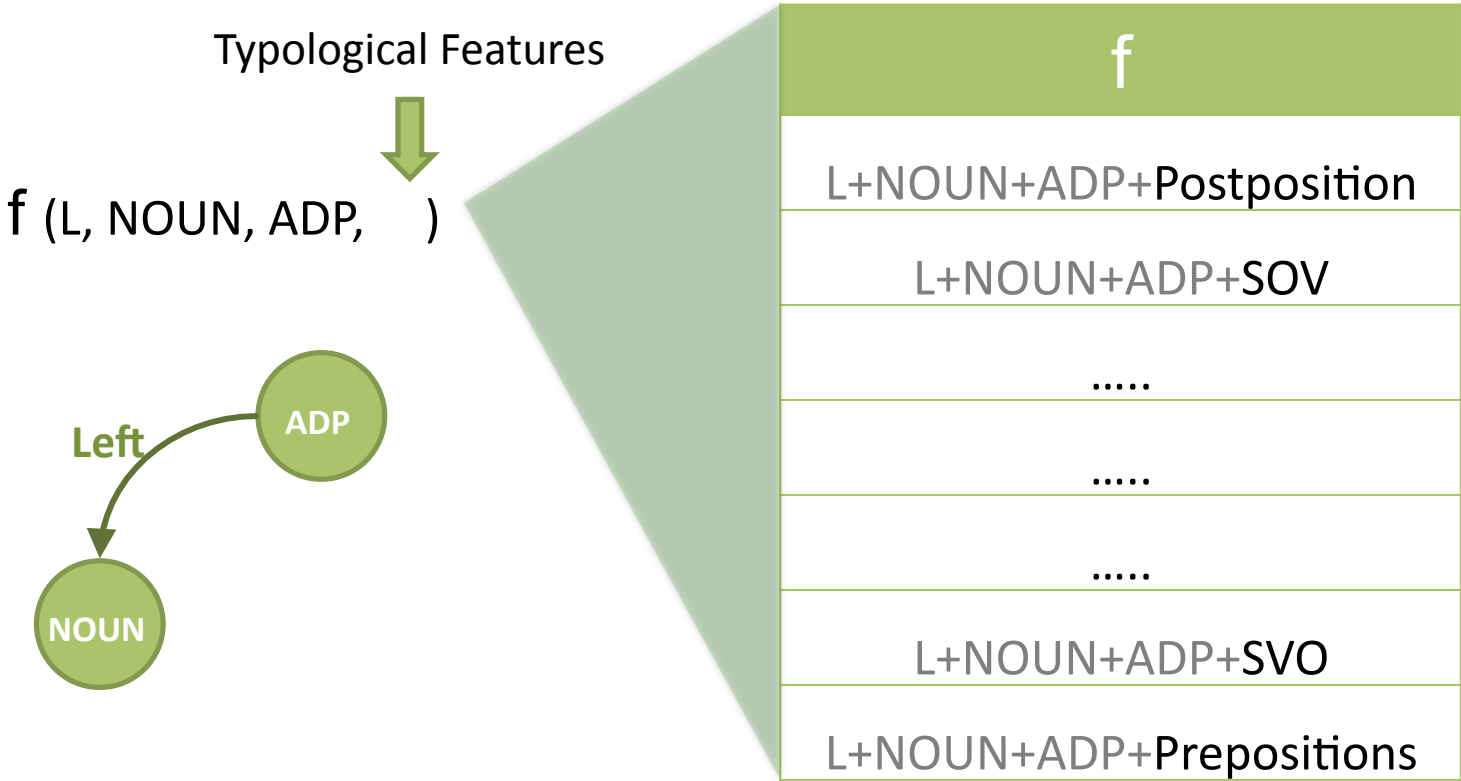 Typological Features
f (L, NOUN, ADP, )
Left
ADP
NOUN
f
L+NOUN+ADP+Postposition
L+NOUN+ADP+SOV
.....
.....
.....
L+NOUN+ADP+SVO
L+NOUN+ADP+Prepositions